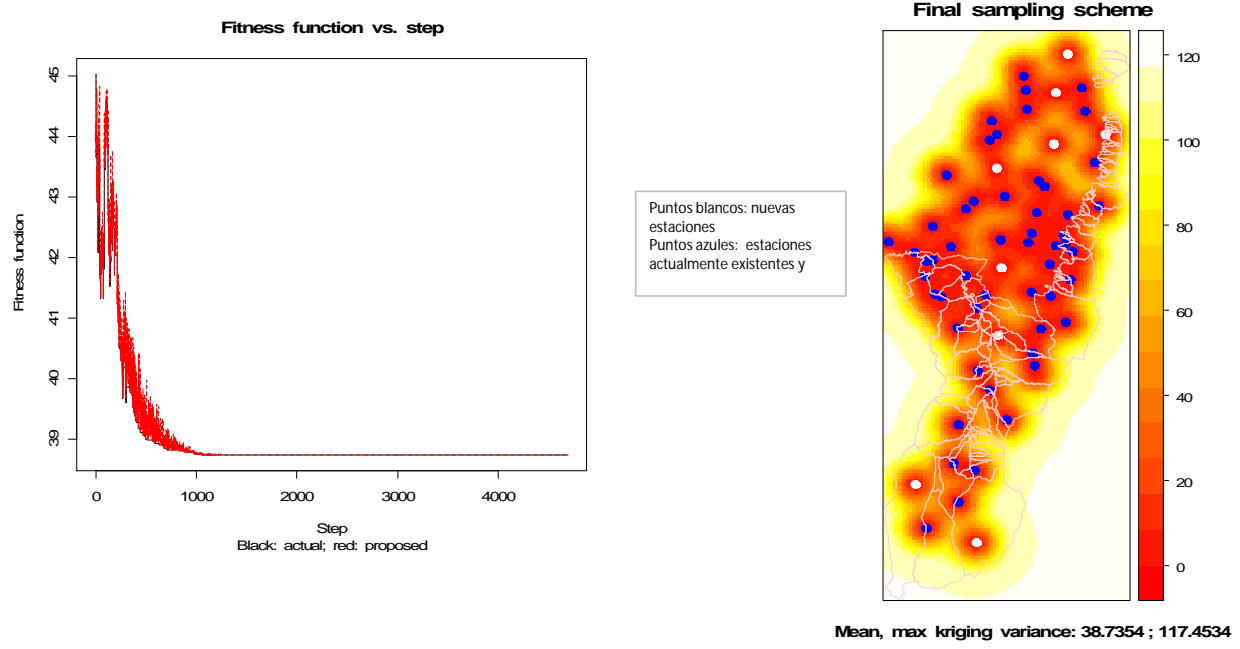 Fitness function vs. step
Fitness function
45
44
43
42
41
40
39
0 1000 2000 3000 4000
Step
Black: actual; red: proposed
Puntos blancos: nuevas
estaciones
Puntos azules: estaciones
actualmente existentes y
Final sampling scheme
120
100
80
60
40
20
0
Mean, max kriging variance: 38.7354 ; 117.4534